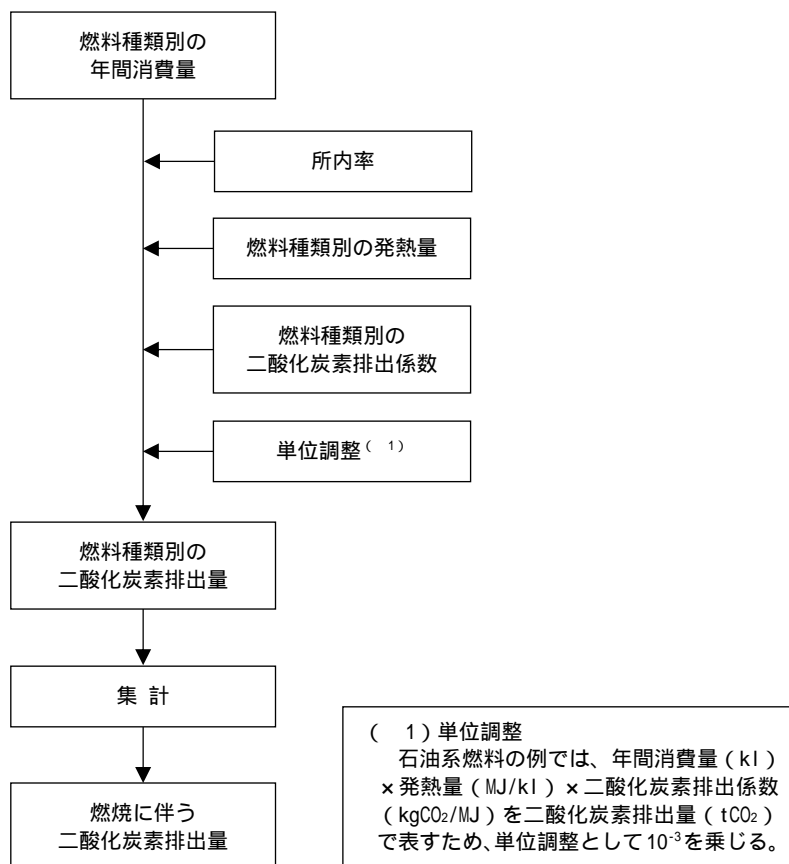 燃料種類別の
年間消費量
所内率
燃料種類別の発熱量
燃料種類別の
二酸化炭素排出係数
単位調整( 1)
燃料種類別の
二酸化炭素排出量
集 計
燃焼に伴う
二酸化炭素排出量
( 1)単位調整
石油系燃料の例では、年間消費量(kl)
×発熱量(MJ/kl)×二酸化炭素排出係数
(kgCO₂/MJ)を二酸化炭素排出量(tCO₂)
で表すため、単位調整として10⁻³を乗じる。